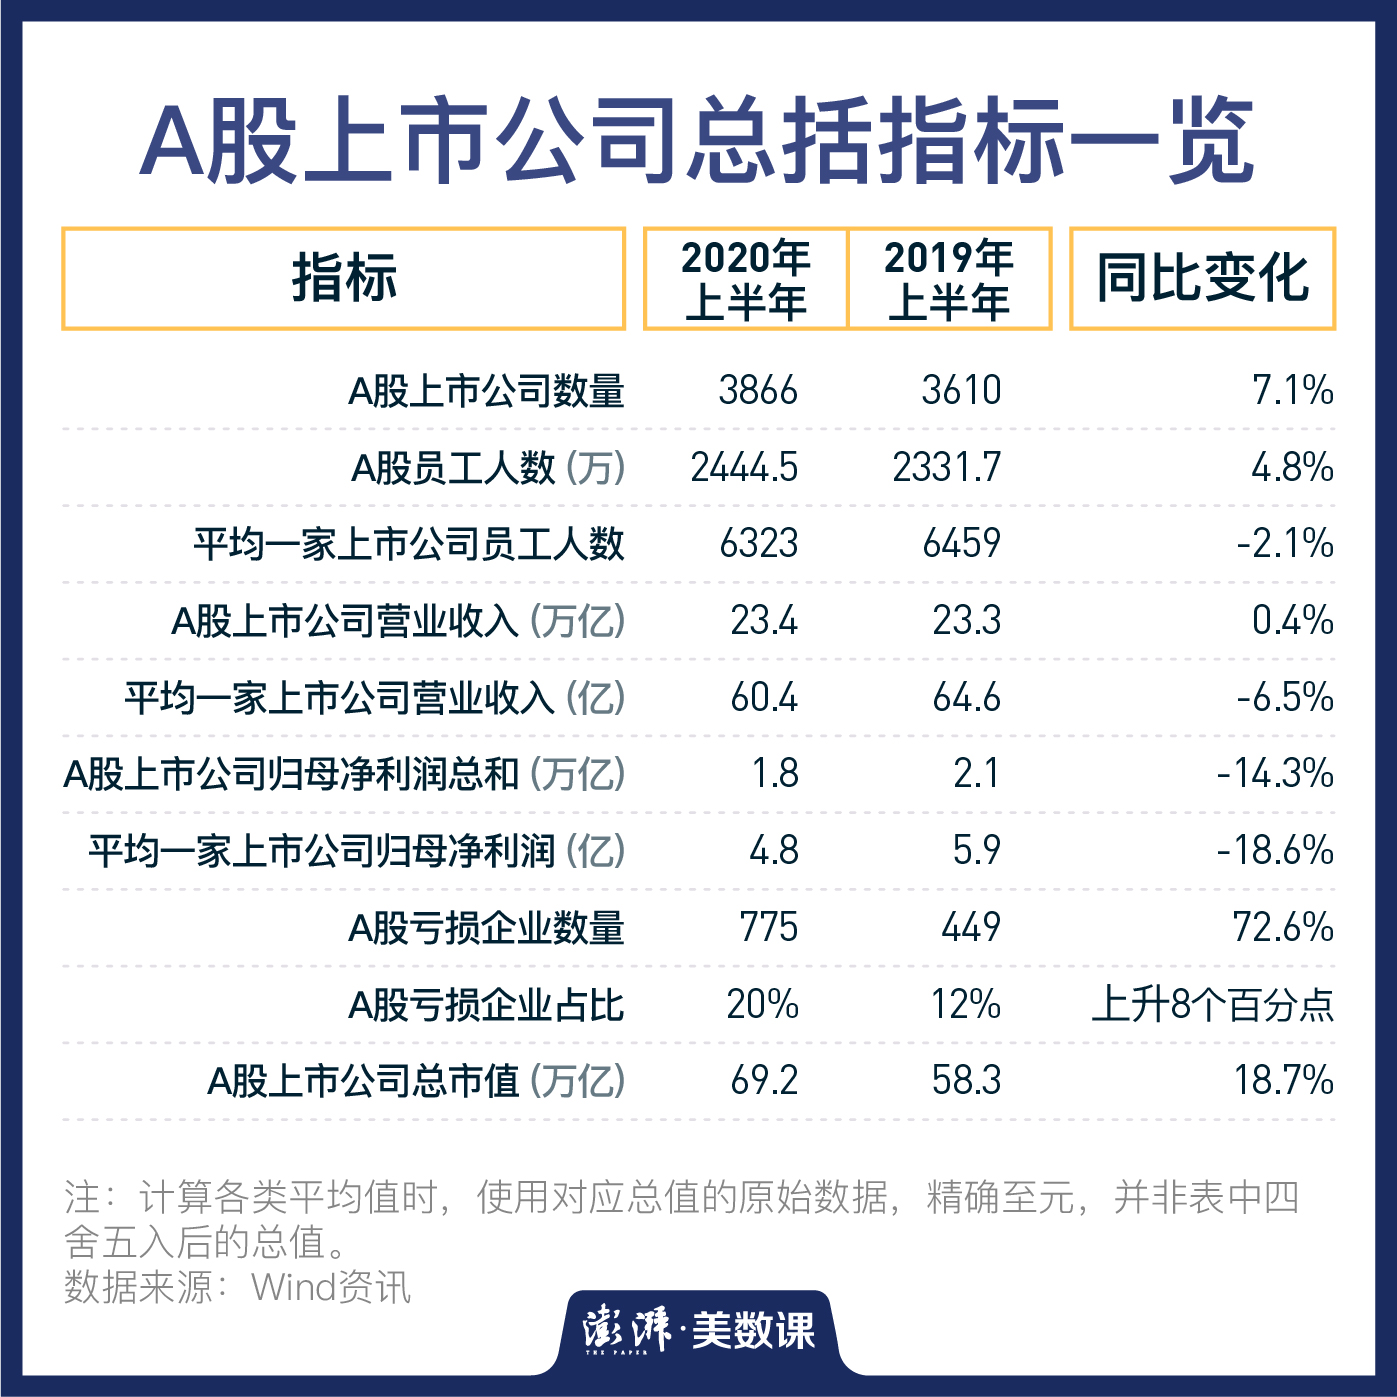 A股上市公司总括指标一览
指标 2020年上半年 2019年上半年 同比变化
A股上市公司数量 3866 3610 7.1%
A股员工人数 (万) 2444.5 2331.7 4.8%
平均一家上市公司员工人数 6323 6459 -2.1%
A股上市公司营业收入 (万亿) 23.4 23.3 0.4%
平均一家上市公司营业收入 (亿) 60.4 64.6 -6.5%
A股上市公司归母净利润总和 (万亿) 1.8 2.1 -14.3%
平均一家上市公司归母净利润 (亿) 4.8 5.9 -18.6%
A股亏损企业数量 775 449 72.6%
A股亏损企业占比 20% 12% 上升8个百分点
A股上市公司总市值 (万亿) 69.2 58.3 18.7%
注：计算各类平均值时，使用对应总值的原始数据，精确至元，并非表中四
舍五入后的总值。
数据来源：Wind资讯
澎湃·美数课
THE PAPER